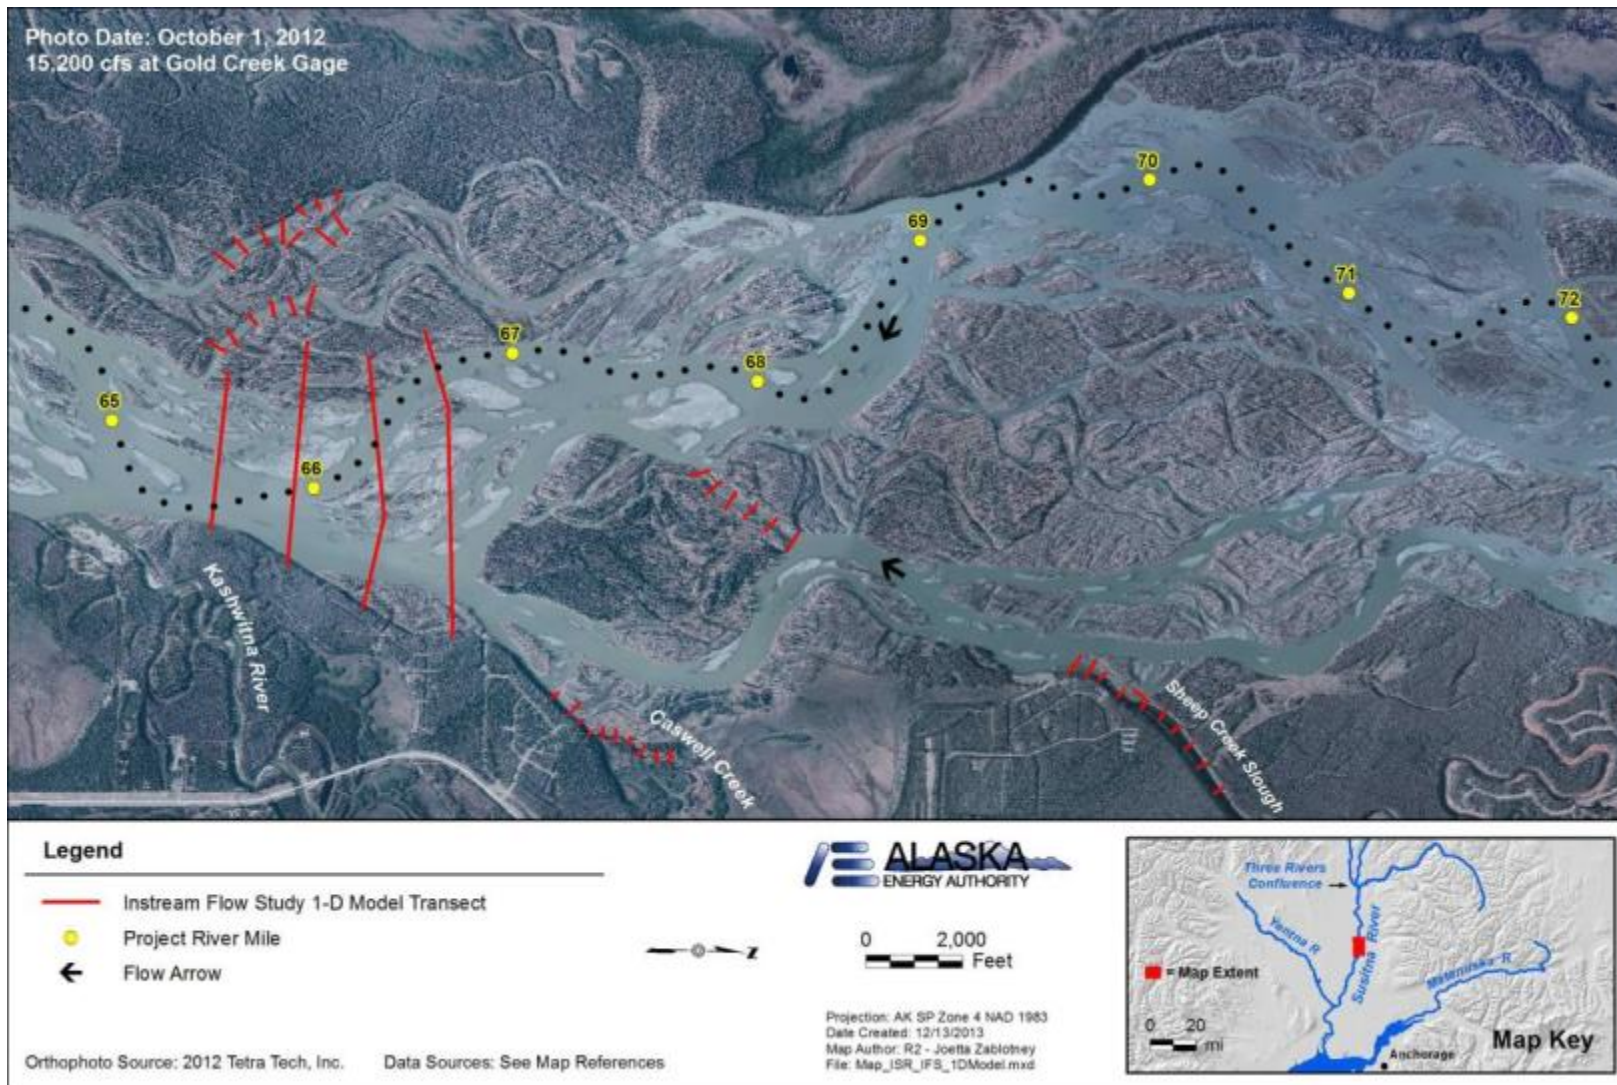 Photo Date: October 1, 2012
15,200 cfs at Gold Creek Gage
70
69
71
72
67
68
65
66
Kashwitna River
Caswell Creek
Sheep Creek Slough
Legend
Instream Flow Study 1-D Model Transect
Project River Mile
Flow Arrow
Orthophoto Source: 2012 Tetra Tech, Inc.
Data Sources: See Map References
N
ALASKA
ENERGY AUTHORITY
0 2,000
Feet
Projection: AK SP Zone 4 NAD 1983
Date Created: 12/13/2013
Map Author: R2 - Joetta Zablotney
File: Map_ISR_IFS_1DModel.mxd
Three Rivers
Confluence
Yentna R
Susitna River
Matanuska R
= Map Extent
0 20
mi
Anchorage
Map Key